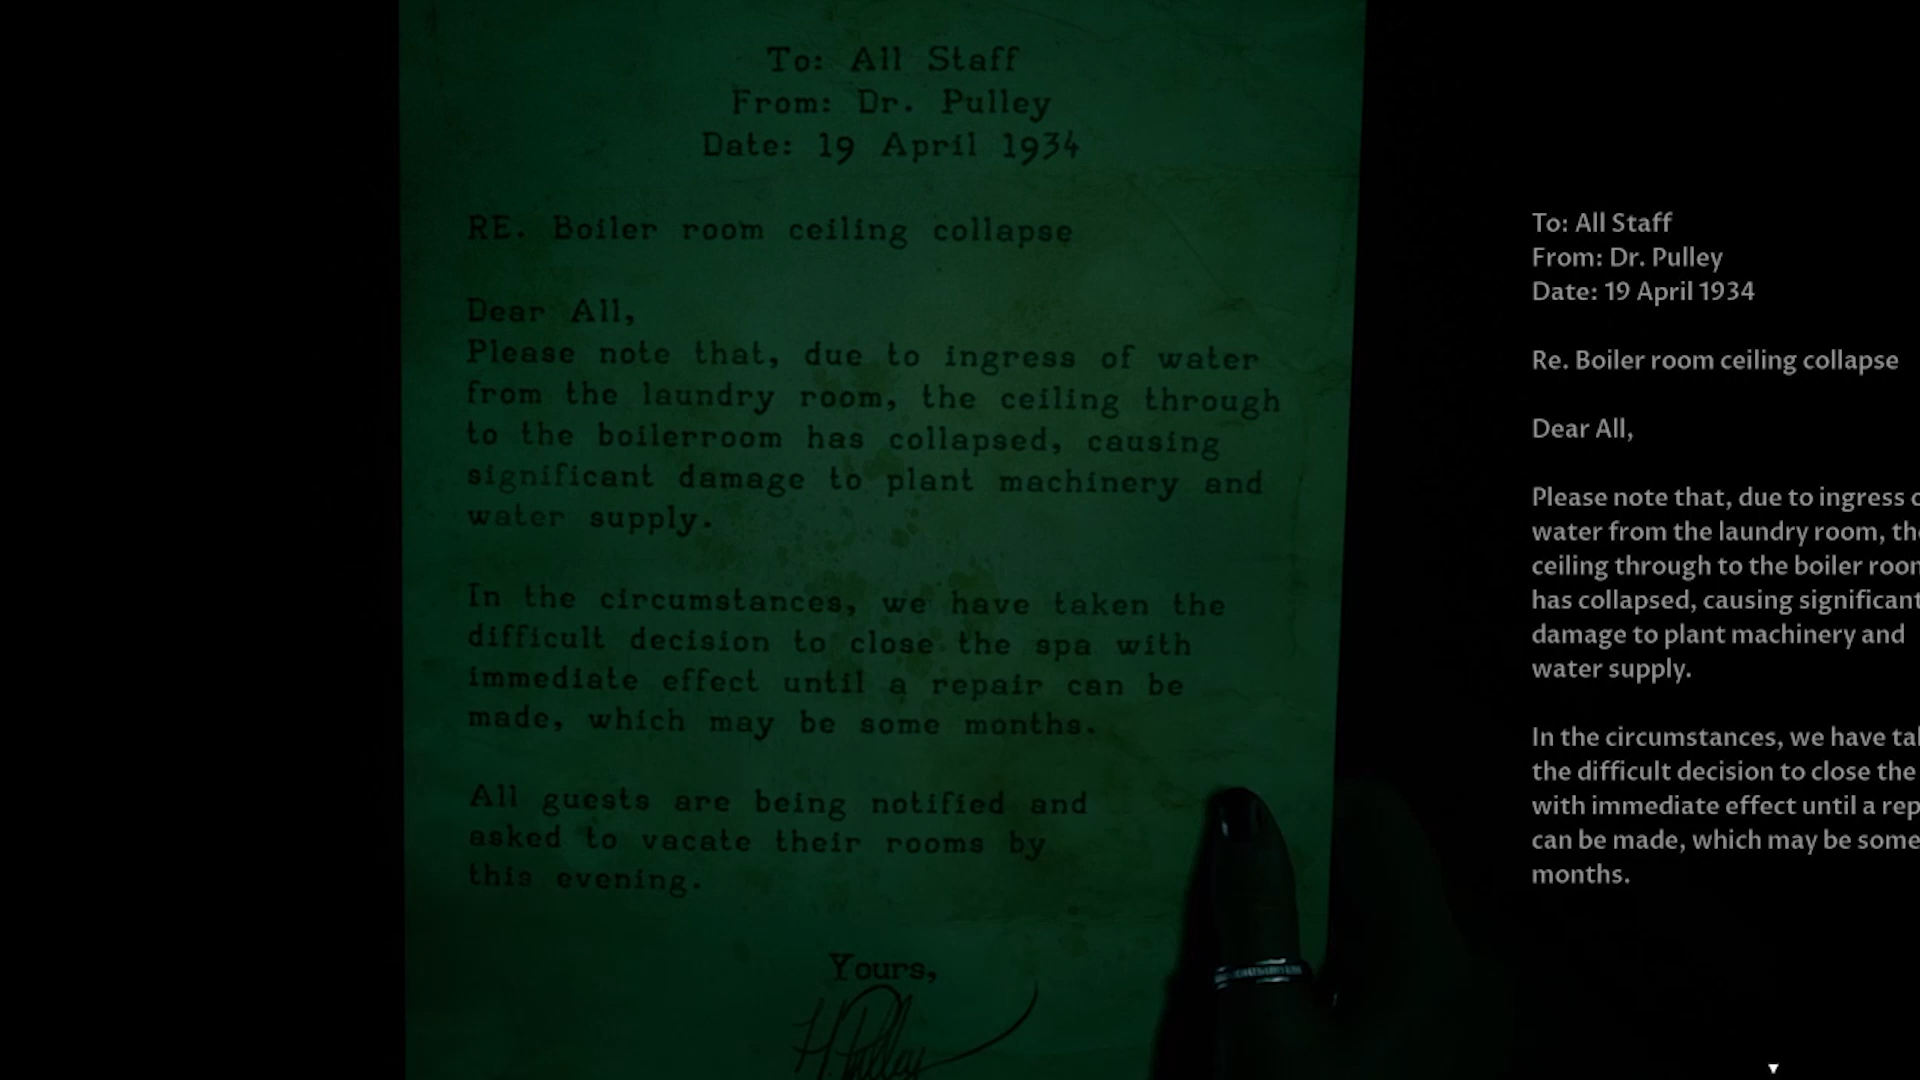 To: All Staff
From: Dr. Pulley
Date: 19 April 1934
RE. Boiler room ceiling collapse
Dear All,
Please note that, due to ingress of water
from the laundry room, the ceiling through
to the boilerroom has collapsed, causing
significant damage to plant machinery and
water supply.
In the circumstances, we have taken the
difficult decision to close the spa with
immediate effect until a repair can be
made, which may be some months.
All guests are being notified and
asked to vacate their rooms by
this evening.
Yours,
H. Pulley
To: All Staff
From: Dr. Pulley
Date: 19 April 1934
Re. Boiler room ceiling collapse
Dear All,
Please note that, due to ingress
water from the laundry room,
ceiling through to the boiler
has collapsed, causing significant
damage to plant machinery and
water supply.
In the circumstances, we have
the difficult decision to close the
with immediate effect until a
can be made, which may be some
months.